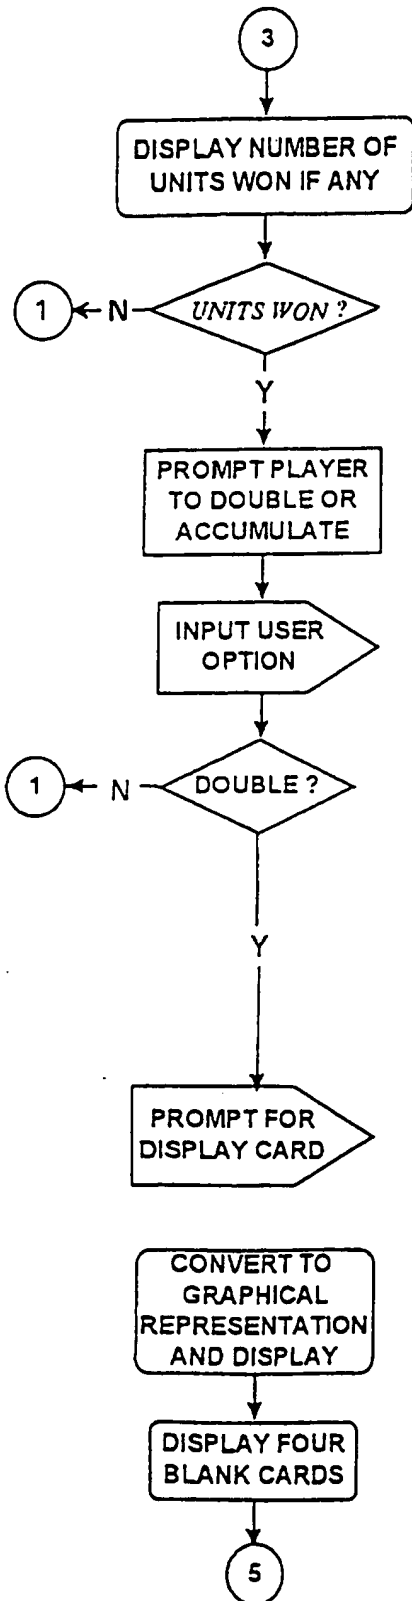 3
DISPLAY NUMBER OF
UNITS WON IF ANY
1
N
UNITS WON ?
Y
PROMPT PLAYER
TO DOUBLE OR
ACCUMULATE
INPUT USER
OPTION
1
N
DOUBLE ?
Y
PROMPT FOR
DISPLAY CARD
CONVERT TO
GRAPHICAL
REPRESENTATION
AND DISPLAY
DISPLAY FOUR
BLANK CARDS
5